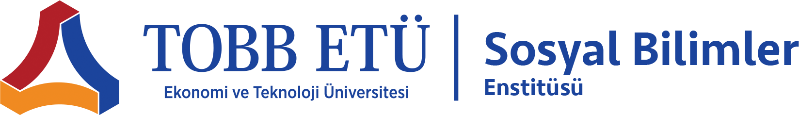 TOBB ETÜ
Ekonomi ve Teknoloji Üniversitesi
Sosyal Bilimler
Enstitüsü